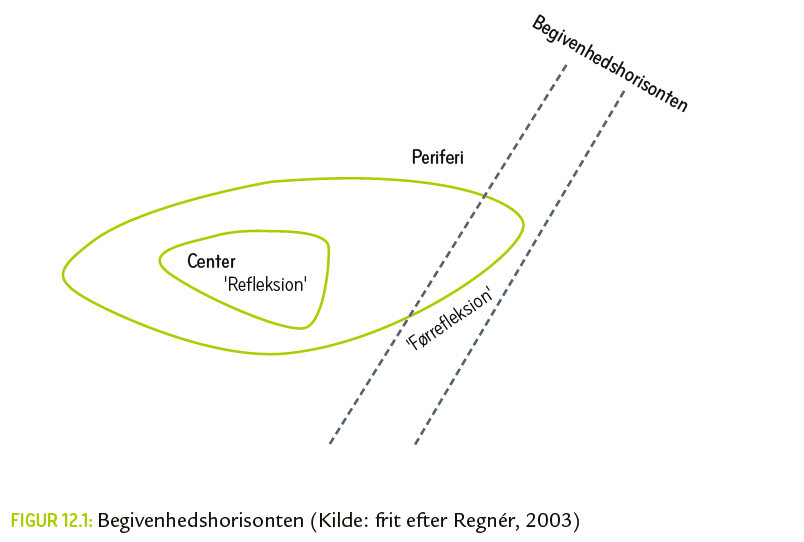 Begivenhedshorisonten
Periferi
Center
'Refleksion'
'Førrefleksion'
FIGUR 12.1: Begivenhedshorisonten (Kilde: frit efter Regnér, 2003)